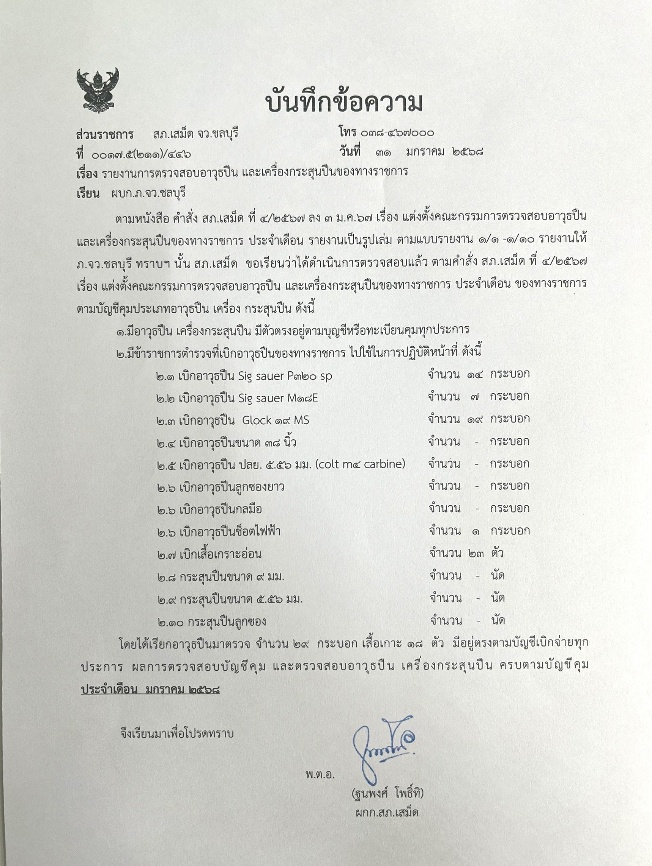 บันทึกข้อความ
ส่วนราชการ สภ.เสม็ด จว.ชลบุรี โทร ๐๓๘-๔๖๗๐๐๐
ที่ ๐๐๑๗.๕(๒๑๑)/๔๔๖ วันที่ ๓๑ มกราคม ๒๕๖๘
เรื่อง รายงานการตรวจสอบอาวุธปืน และเครื่องกระสุนปืนของทางราชการ
เรียน ผบก.ภ.จว.ชลบุรี
ตามหนังสือ คำสั่ง สภ.เสม็ด ที่ ๔/๒๕๖๗ ลง ๓ ม.ค.๖๗ เรื่อง แต่งตั้งคณะกรรมการตรวจสอบอาวุธปืน
และเครื่องกระสุนปืนของทางราชการ ประจำเดือน รายงานเป็นรูปเล่ม ตามแบบรายงาน ๑/๑ -๑/๑๐ รายงานให้
ภ.จว.ชลบุรี ทราบฯ นั้น สภ.เสม็ด ขอเรียนว่าได้ดำเนินการตรวจสอบแล้ว ตามคำสั่ง สภ.เสม็ด ที่ ๔/๒๕๖๗
เรื่อง แต่งตั้งคณะกรรมการตรวจสอบอาวุธปืน และเครื่องกระสุนปืนของทางราชการ ประจำเดือน ของทางราชการ
ตามบัญชีคุมประเภทอาวุธปืน เครื่อง กระสุนปืน ดังนี้
๑.มีอาวุธปืน เครื่องกระสุนปืน มีตัวตรงอยู่ตามบุญชีหรือทะเบียนคุมทุกประการ
๒.มีข้าราชการตำรวจที่เบิกอาวุธปืนของทางราชการ ไปใช้ในการปฏิบัติหน้าที่ ดังนี้
๒.๑ เบิกอาวุธปืน Sig sauer P๓๒๐ sp จำนวน ๑๔ กระบอก
๒.๒ เบิกอาวุธปืน Sig sauer M๑๘E จำนวน ๗ กระบอก
๒.๓ เบิกอาวุธปืน Glock ๑๙ MS จำนวน ๑๙ กระบอก
๒.๔ เบิกอาวุธปืนขนาด ๓๘ นิ้ว จำนวน - กระบอก
๒.๕ เบิกอาวุธปืน ปลย. ๕.๕๖ มม. (colt m๔ carbine) จำนวน - กระบอก
๒.๖ เบิกอาวุธปืนลูกซองยาว จำนวน - กระบอก
๒.๖ เบิกอาวุธปืนกลมือ จำนวน - กระบอก
๒.๖ เบิกอาวุธปืนช็อตไฟฟ้า จำนวน ๑ กระบอก
๒.๗ เบิกเสื้อเกราะอ่อน จำนวน ๒๓ ตัว
๒.๘ กระสุนปืนขนาด ๙ มม. จำนวน - นัด
๒.๙ กระสุนปืนขนาด ๕.๕๖ มม. จำนวน - นัด
๒.๑๐ กระสุนปืนลูกซอง จำนวน - นัด
โดยได้เรียกอาวุธปืนมาตรวจ จำนวน ๒๙ กระบอก เสื้อเกาะ ๑๘ ตัว มีอยู่ตรงตามบัญชีเบิกจ่ายทุก
ประการ ผลการตรวจสอบบัญชีคุม และตรวจสอบอาวุธปืน เครื่องกระสุนปืน ครบตามบัญชีคุม
ประจำเดือน มกราคม ๒๕๖๘
จึงเรียนมาเพื่อโปรดทราบ
พ.ต.อ.
(ฐนพงศ์ โพธิ์ทิ)
ผกก.สภ.เสม็ด